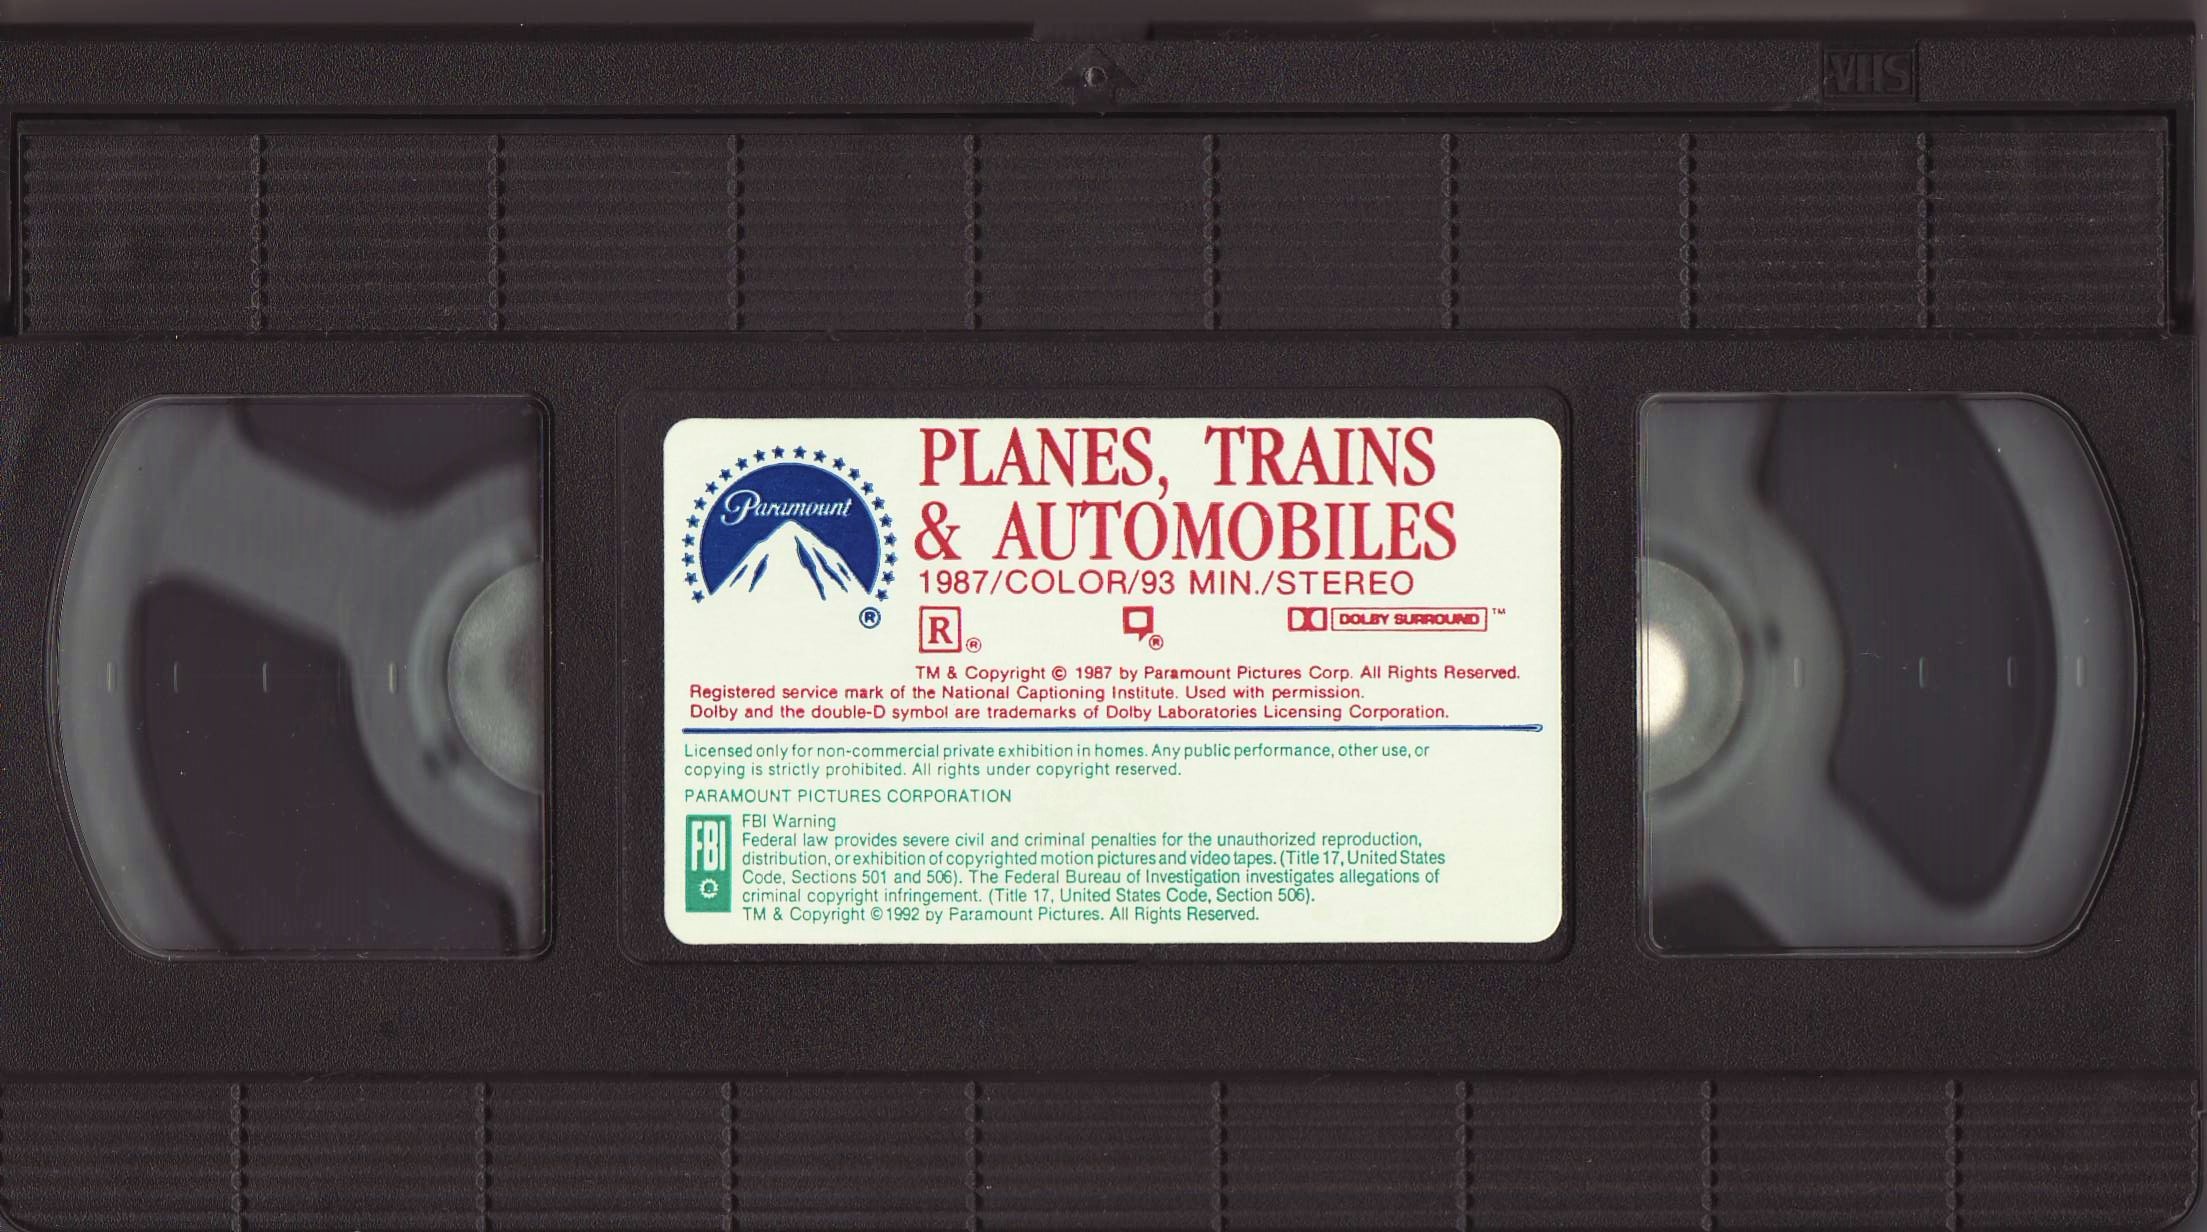 VHS
Paramount
®
PLANES, TRAINS
& AUTOMOBILES
1987/COLOR/93 MIN./STEREO
R ® ® DOLBY SURROUND ™
TM & Copyright © 1987 by Paramount Pictures Corp. All Rights Reserved.
Registered service mark of the National Captioning Institute. Used with permission.
Dolby and the double-D symbol are trademarks of Dolby Laboratories Licensing Corporation.
Licensed only for non-commercial private exhibition in homes. Any public performance, other use, or
copying is strictly prohibited. All rights under copyright reserved.
PARAMOUNT PICTURES CORPORATION
FBI
FBI Warning
Federal law provides severe civil and criminal penalties for the unauthorized reproduction,
distribution, or exhibition of copyrighted motion pictures and video tapes. (Title 17, United States
Code, Sections 501 and 506). The Federal Bureau of Investigation investigates allegations of
criminal copyright infringement. (Title 17, United States Code, Section 506).
TM & Copyright © 1992 by Paramount Pictures. All Rights Reserved.